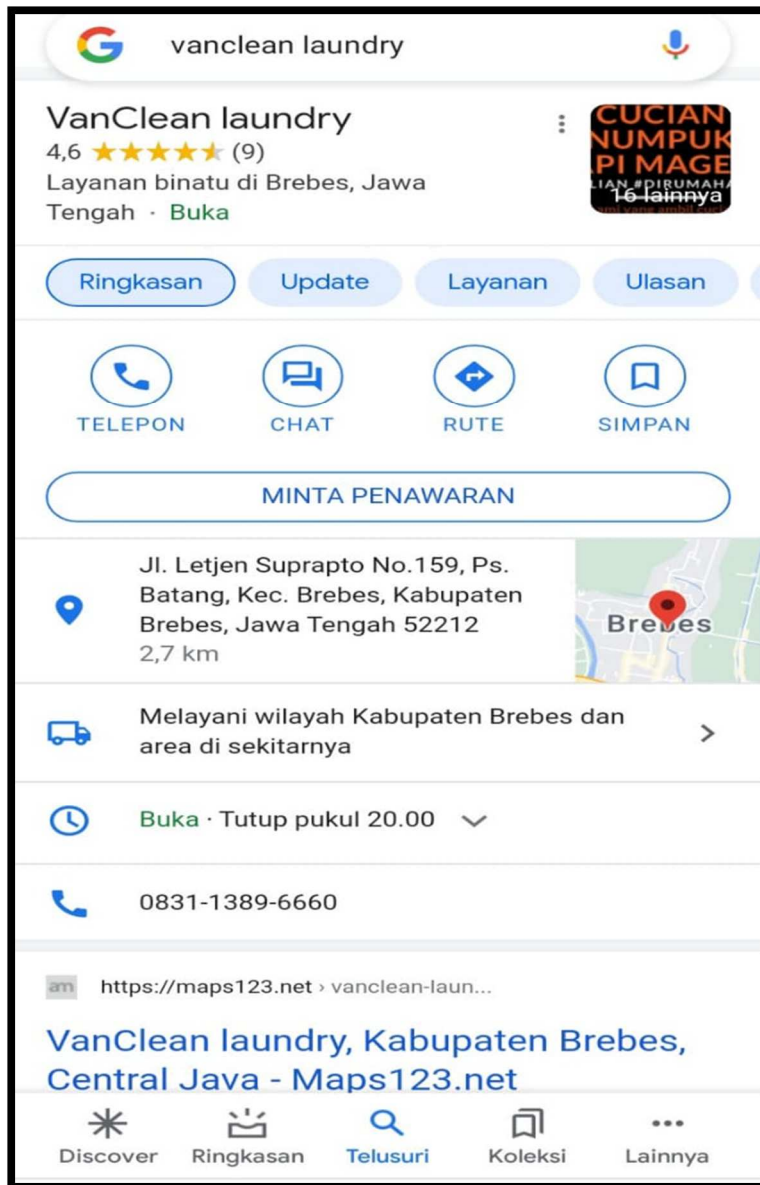 vanclean laundry
VanClean laundry
4,6 (9)
Layanan binatu di Brebes, Jawa
Tengah · Buka
CUCIAN
NUMPUK
PI MAGE
LIAN #DIRUMAHA
16 lainnya
Ringkasan Update Layanan Ulasan
TELEPON CHAT RUTE SIMPAN
MINTA PENAWARAN
Jl. Letjen Suprapto No.159, Ps.
Batang, Kec. Brebes, Kabupaten
Brebes, Jawa Tengah 52212
2,7 km
Brebes
Melayani wilayah Kabupaten Brebes dan
area di sekitarnya
Buka · Tutup pukul 20.00
0831-1389-6660
am https://maps123.net › vanclean-laun...
VanClean laundry, Kabupaten Brebes,
Central Java - Maps123.net
Discover Ringkasan Telusuri Koleksi Lainnya